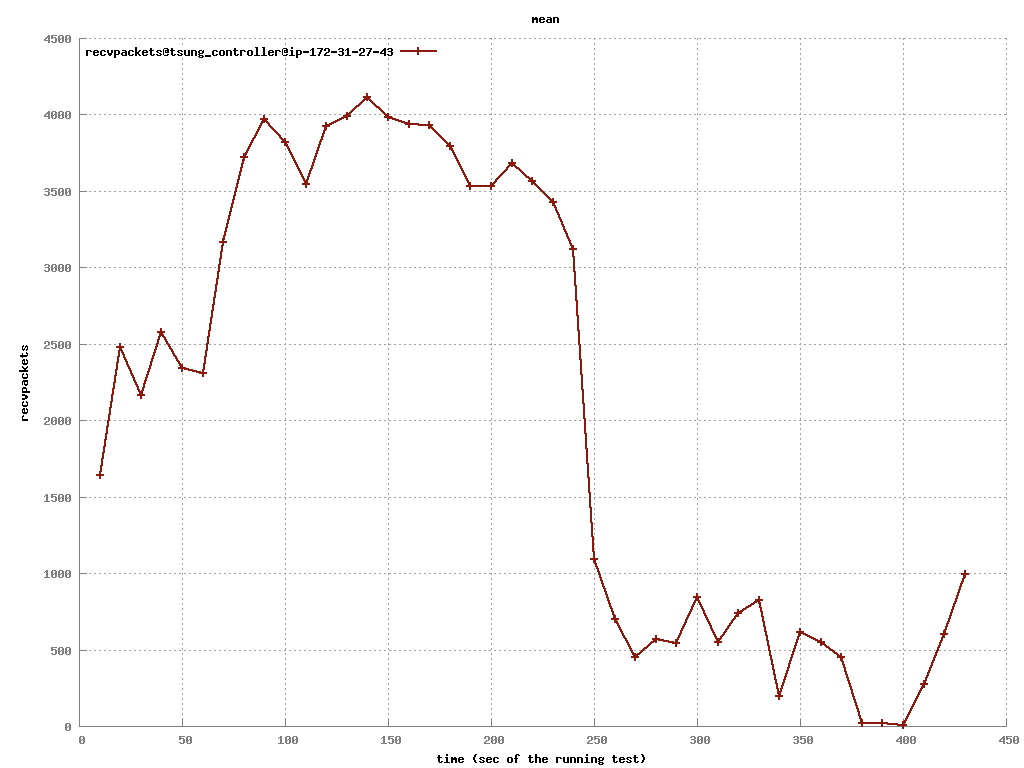 mean
4500
recvpackets@tsung_controller@ip-172-31-27-43
4000
3500
3000
2500
2000
1500
1000
500
0
recvpackets
0 50 100 150 200 250 300 350 400 450
time (sec of the running test)